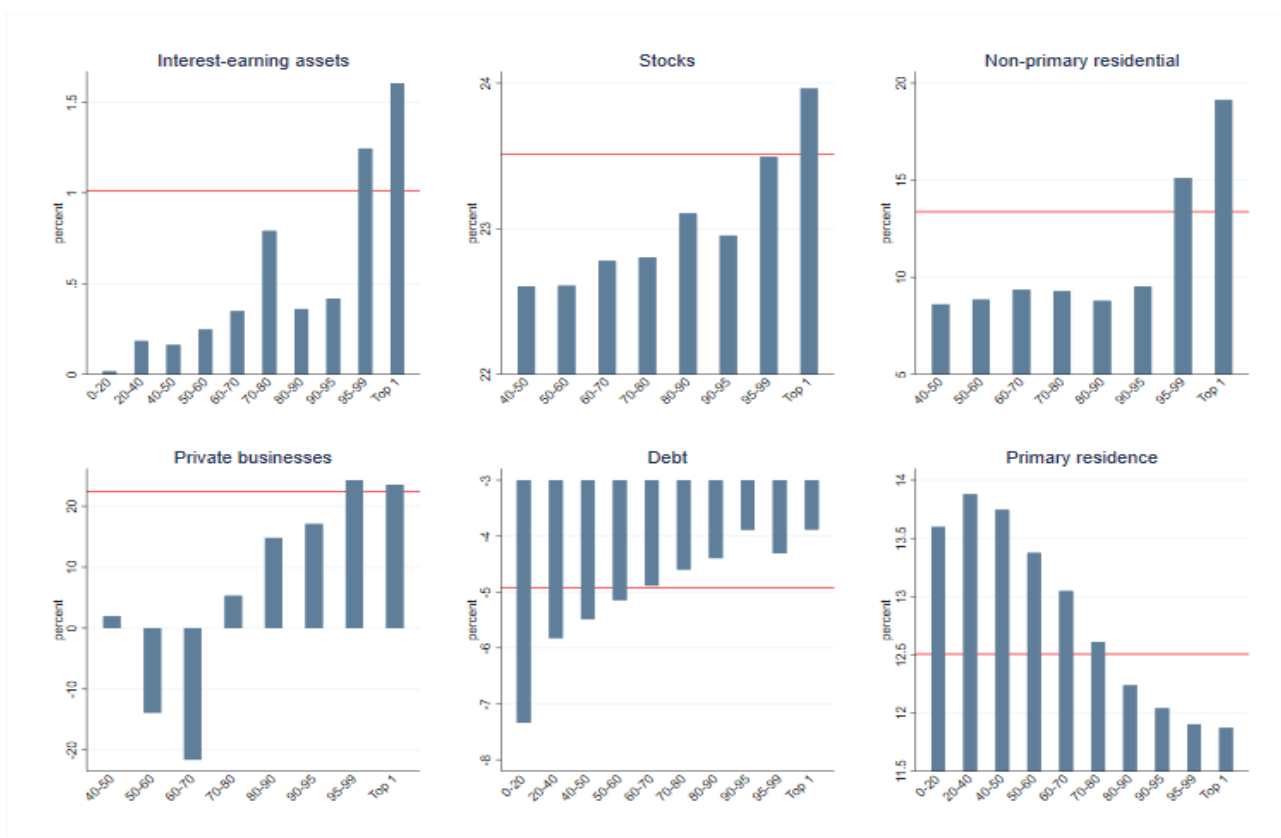 Interest-earning assets
percent
1.5
1
.5
0
0-20 20-40 40-50 50-60 60-70 70-80 80-90 90-95 95-99 Top 1
Stocks
percent
24
23
22
40-50 50-60 60-70 70-80 80-90 90-95 95-99 Top 1
Non-primary residential
percent
20
15
10
5
40-50 50-60 60-70 70-80 80-90 90-95 95-99 Top 1
Private businesses
percent
20
10
0
-10
-20
40-50 50-60 60-70 70-80 80-90 90-95 95-99 Top 1
Debt
percent
-3
-4
-5
-6
-7
-8
0-20 20-40 40-50 50-60 60-70 70-80 80-90 90-95 95-99 Top 1
Primary residence
percent
14
13.5
13
12.5
12
11.5
0-20 20-40 40-50 50-60 60-70 70-80 80-90 90-95 95-99 Top 1